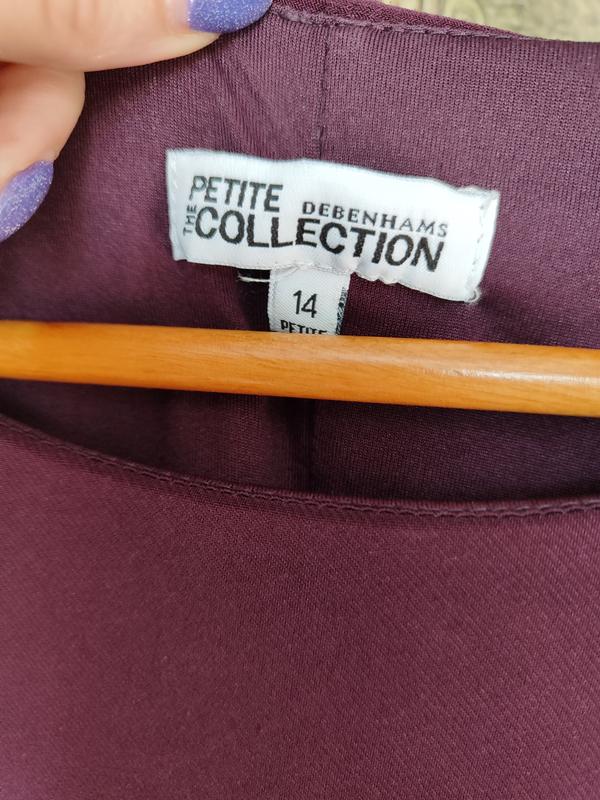 THE PETITE
DEBENHAMS
COLLECTION
14
PETITE